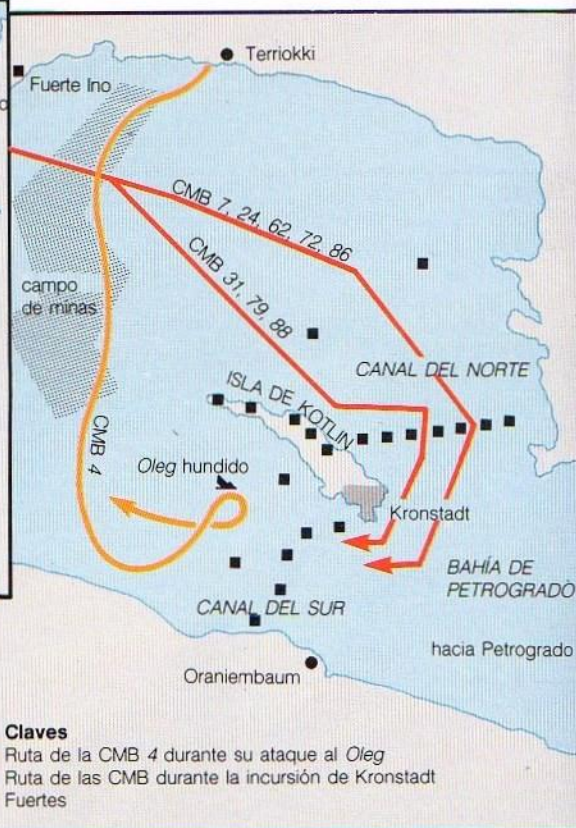 Terriokki
Fuerte Ino
CMB 7, 24, 62, 72, 86
CMB 31, 79, 88
campo
de minas
CANAL DEL NORTE
ISLA DE KOTLIN
CMB 4
Oleg hundido
Kronstadt
BAHÍA DE
PETROGRADO
CANAL DEL SUR
hacia Petrogrado
Oraniembaum
Claves
Ruta de la CMB 4 durante su ataque al Oleg
Ruta de las CMB durante la incursión de Kronstadt
Fuertes